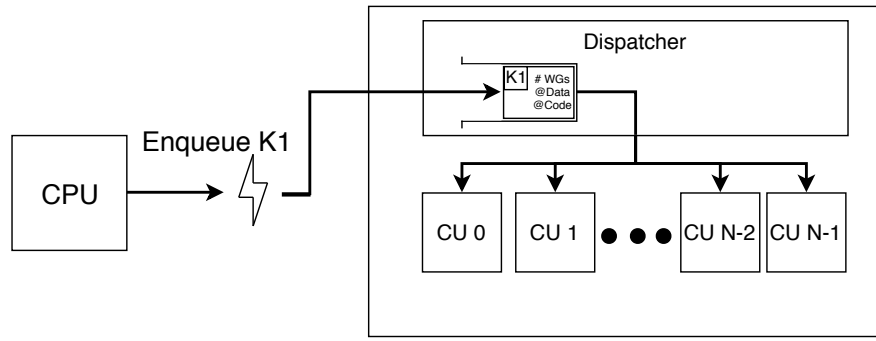 Dispatcher
K1
# WGs
@Data
@Code
Enqueue K1
CPU
CU 0
CU 1
CU N-2
CU N-1